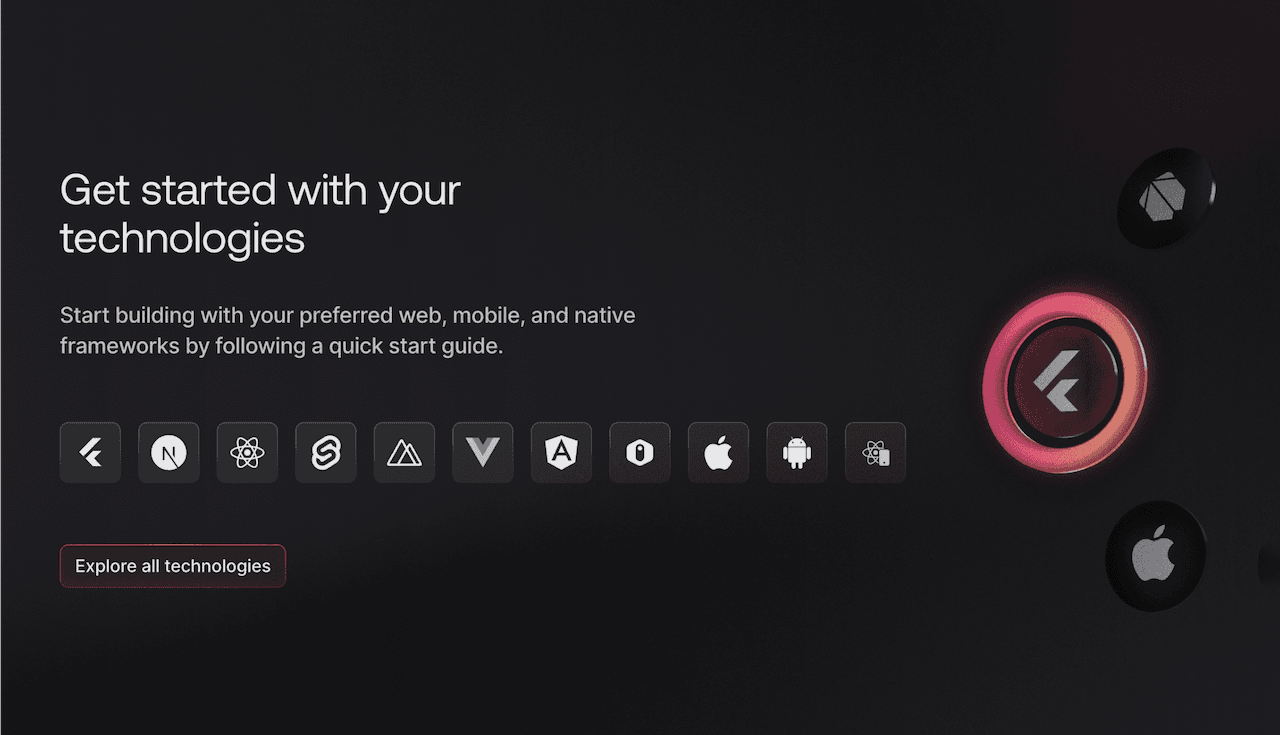 Get started with your
technologies
Start building with your preferred web, mobile, and native
frameworks by following a quick start guide.
Explore all technologies